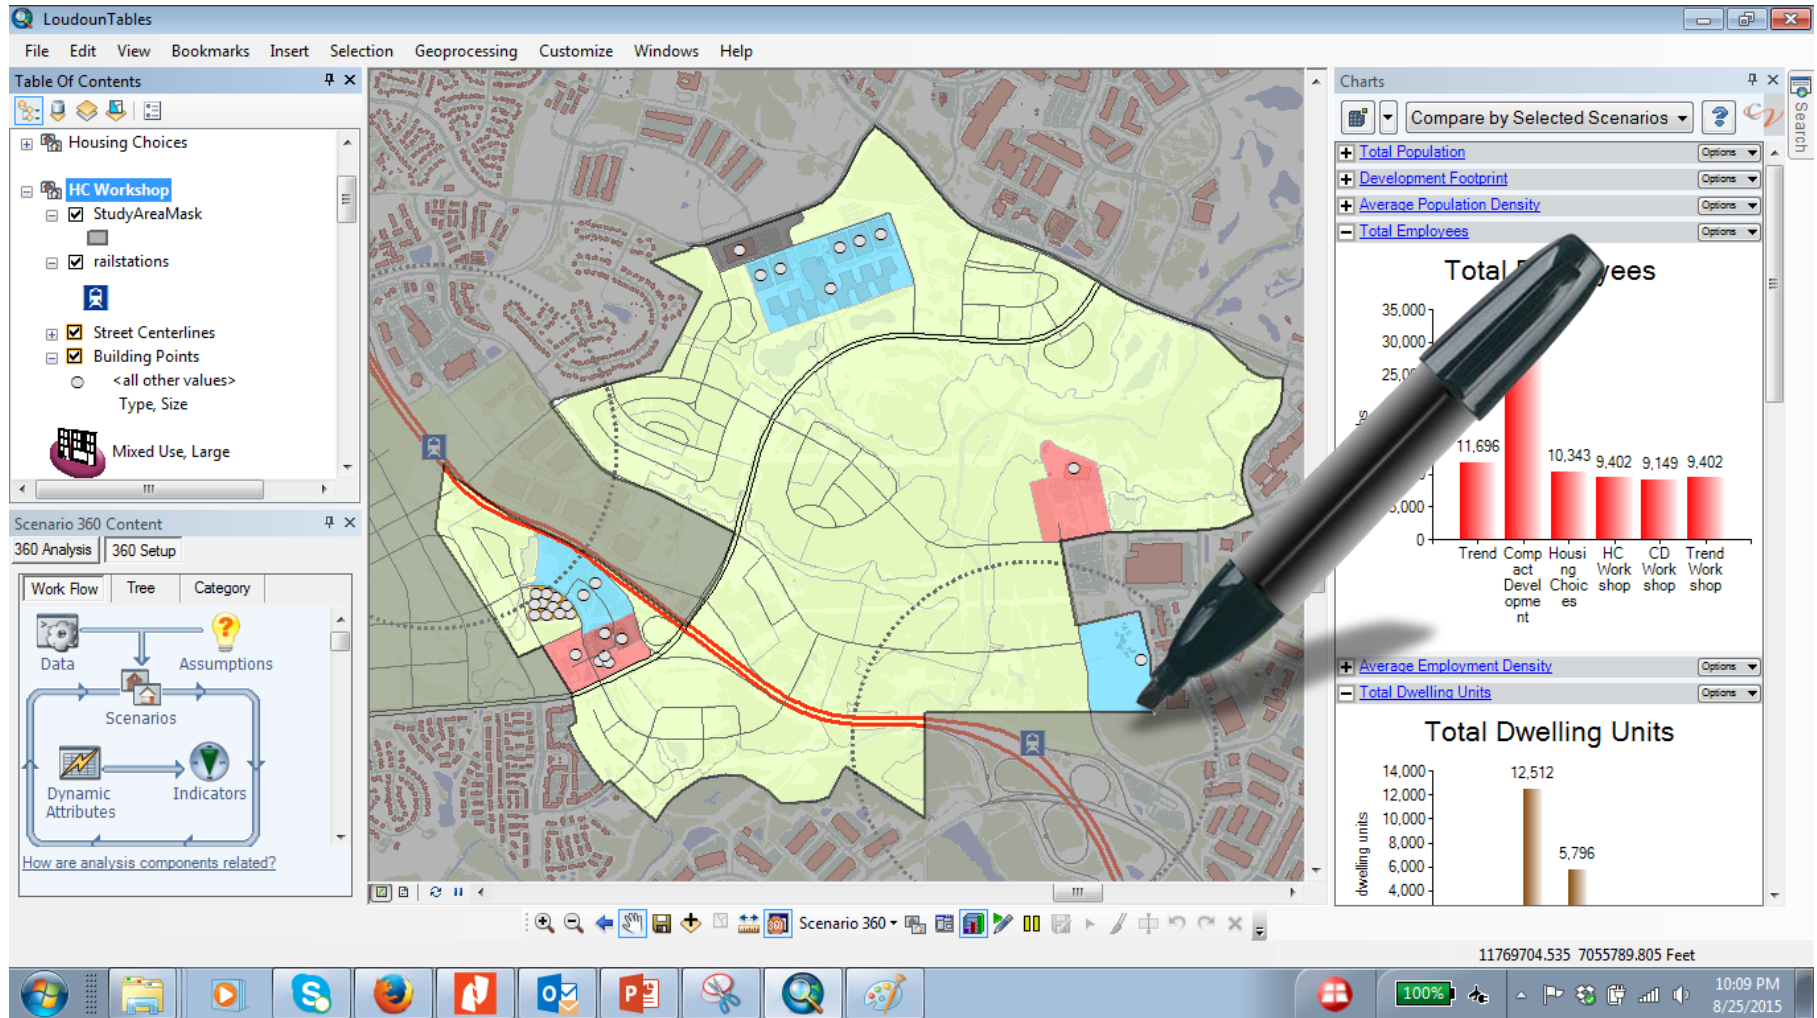 LoudounTables
File Edit View Bookmarks Insert Selection Geoprocessing Customize Windows Help
Table Of Contents
Housing Choices
HC Workshop
StudyAreaMask
railstations
Street Centerlines
Building Points
<all other values>
Type, Size
Mixed Use, Large
Scenario 360 Content
360 Analysis 360 Setup
Work Flow Tree Category
Data
Assumptions
Scenarios
Dynamic
Attributes
Indicators
How are analysis components related?
Charts
Compare by Selected Scenarios
Search
Total Population Options
Development Footprint Options
Average Population Density Options
Total Employees Options
35,000
30,000
11,696
10,343 9,402 9,149 9,402
0
Trend
Comp
act
Devel
opme
nt
Housi
ng
Choic
es
HC
Work
shop
CD
Work
shop
Trend
Work
shop
Average Employment Density Options
Total Dwelling Units Options
Total Dwelling Units
dwelling units
14,000
12,000
10,000
8,000
6,000
4,000
12,512
5,796
Scenario 360
11769704.535 7055789.805 Feet
100%
10:09 PM
8/25/2015